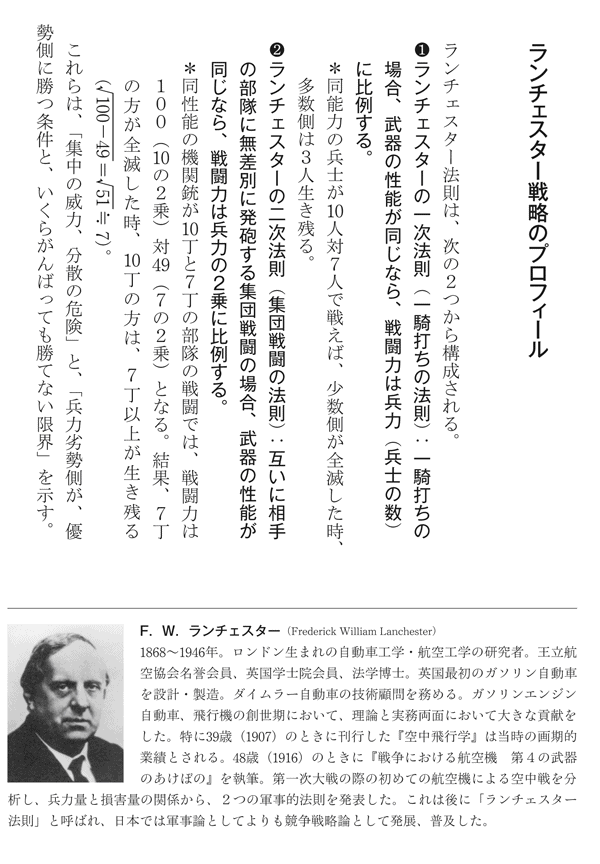 ランチェスター戦略のプロフィール
ランチェスター法則は、次の2つから構成される。
❶ランチェスターの一次法則（一騎打ちの法則）：一騎打ちの
場合、武器の性能が同じなら、戦闘力は兵力（兵士の数）
に比例する。
＊同能力の兵士が10人対7人で戦えば、少数側が全滅した時、
多数側は3人生き残る。
❷ランチェスターの二次法則（集団戦闘の法則）：互いに相手
の部隊に無差別に発砲する集団戦闘の場合、武器の性能が
同じなら、戦闘力は兵力の2乗に比例する。
＊同性能の機関銃が10丁と7丁の部隊の戦闘では、戦闘力は
100（10の2乗）対49（7の2乗）となる。結果、7丁
の方が全滅した時、10丁の方は、7丁以上が生き残る
（√100－49＝√51≒7）。
これらは、「集中の威力、分散の危険」と、「兵力劣勢側が、優
勢側に勝つ条件と、いくらがんばっても勝てない限界」を示す。
F. W. ランチェスター（Frederick William Lanchester）
1868〜1946年。ロンドン生まれの自動車工学・航空工学の研究者。王立航
空協会名誉会員、英国学士院会員、法学博士。英国最初のガソリン自動車
を設計・製造。ダイムラー自動車の技術顧問を務める。ガソリンエンジン
自動車、飛行機の創世期において、理論と実務両面において大きな貢献を
した。特に39歳（1907）のときに刊行した『空中飛行学』は当時の画期的
業績とされる。48歳（1916）のときに『戦争における航空機　第4の武器
のあけぼの』を執筆。第一次大戦の際の初めての航空機による空中戦を分
析し、兵力量と損害量の関係から、2つの軍事的法則を発表した。これは後に「ランチェスター
法則」と呼ばれ、日本では軍事論としてよりも競争戦略論として発展、普及した。